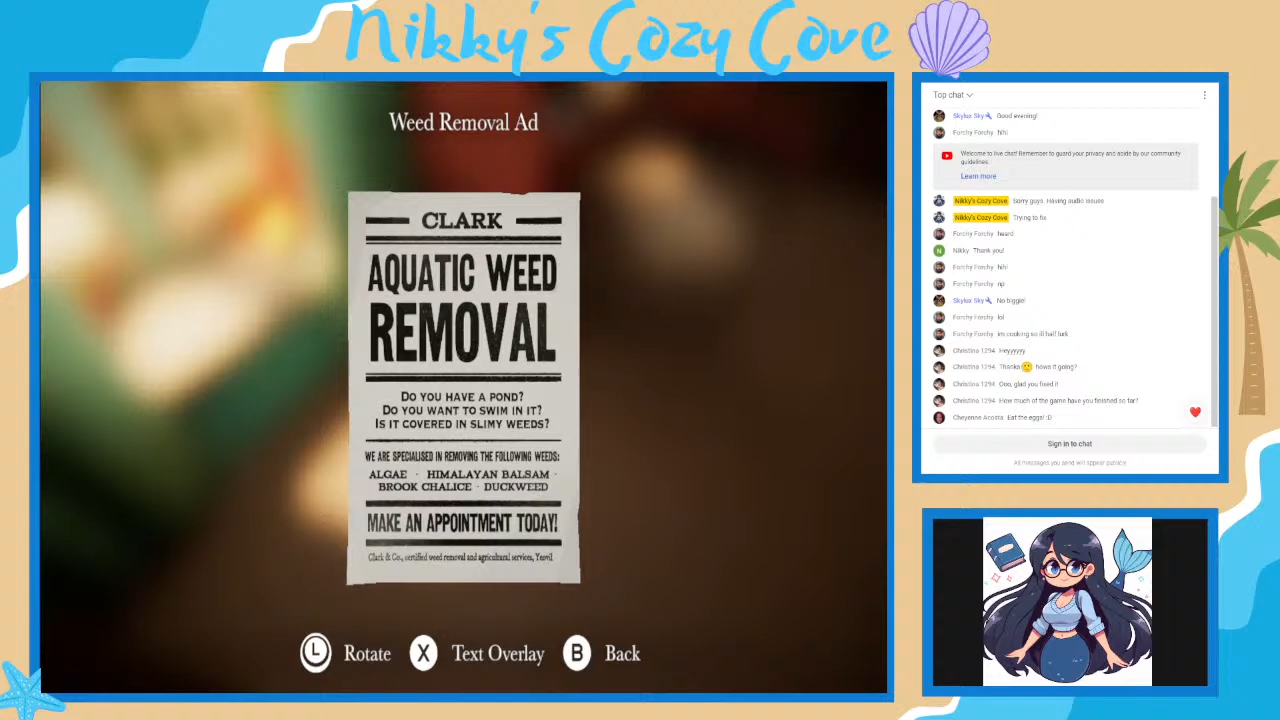 Nikky's Cozy Cove
Weed Removal Ad
CLARK
AQUATIC WEED
REMOVAL
DO YOU HAVE A POND?
DO YOU WANT TO SWIM IN IT?
IS IT COVERED IN SLIMY WEEDS?
WE ARE SPECIALISED IN REMOVING THE FOLLOWING WEEDS:
ALGAE · HIMALAYAN BALSAM ·
BROOK CHALICE · DUCKWEED
MAKE AN APPOINTMENT TODAY!
Clark & Co., certified weed removal and agricultural services, Yeovil
L Rotate X Text Overlay B Back
Top chat
Skylux Sky Good evening!
Forchy Forchy hihi
Welcome to live chat! Remember to guard your privacy and abide by our community
guidelines.
Learn more
Nikky's Cozy Cove Sorry guys. Having audio issues
Nikky's Cozy Cove Trying to fix
Forchy Forchy heard
N Nikky Thank you!
Forchy Forchy hihi
Forchy Forchy np
Skylux Sky No biggie!
Forchy Forchy lol
Forchy Forchy im cooking so ill half lurk
Christina 1294 Heyyyyyy
Christina 1294 Thanks hows it going?
Christina 1294 Ooo, glad you fixed it
Christina 1294 How much of the game have you finished so far?
Cheyenne Acosta Eat the eggs! :D
Sign in to chat
All messages you send will appear publicly